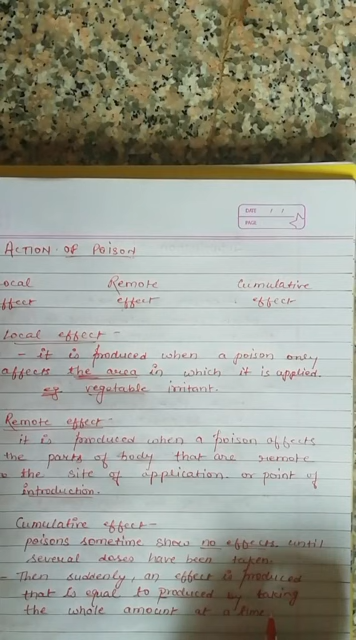 DATE / /
PAGE
ACTION OF POISON
ocal Remote Cumulative
ffect effect effect
Local effect -
- it is produced when a poison only
affects the area in which it is applied.
eg vegetable irritant.
Remote effect -
it is produced when a poison affects
the parts of body that are remote
the site of application or point of
introduction.
Cumulative effect -
poisons sometime show no effects until
several doses have been taken.
- Then suddenly, an effect is produced
that is equal to produced by taking
the whole amount at a time.